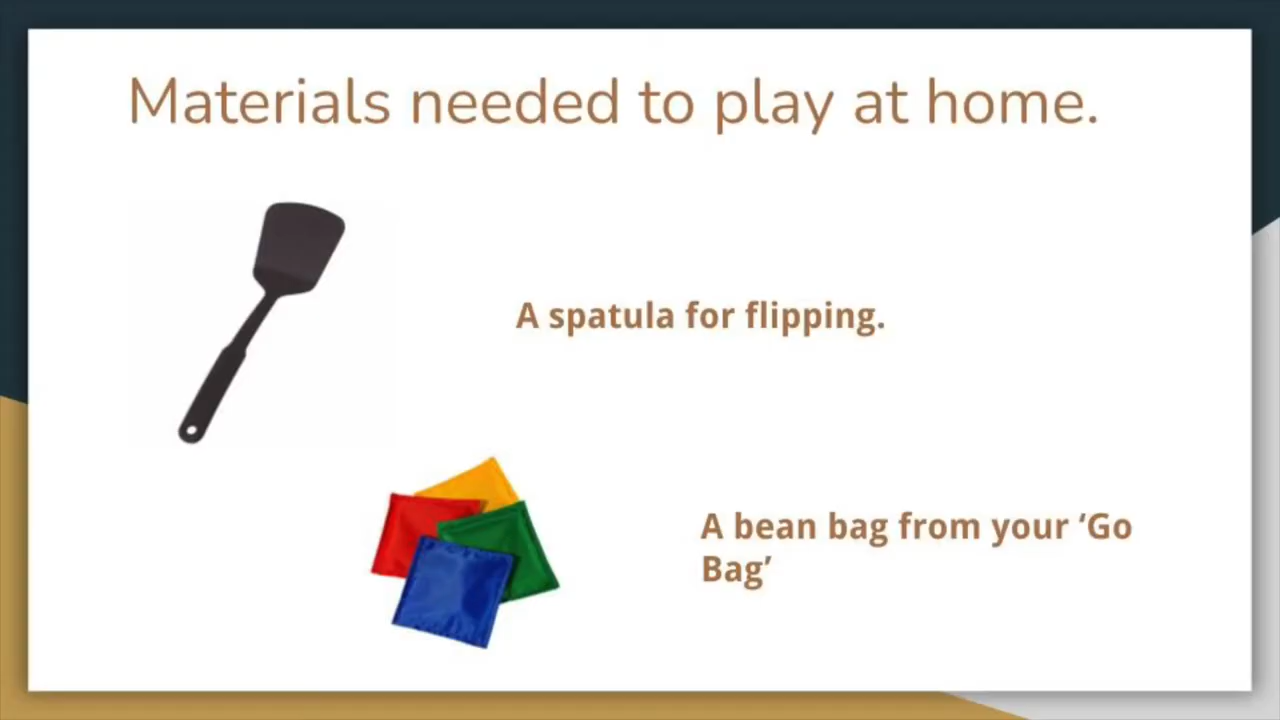 Materials needed to play at home.
A spatula for flipping.
A bean bag from your ‘Go
Bag’